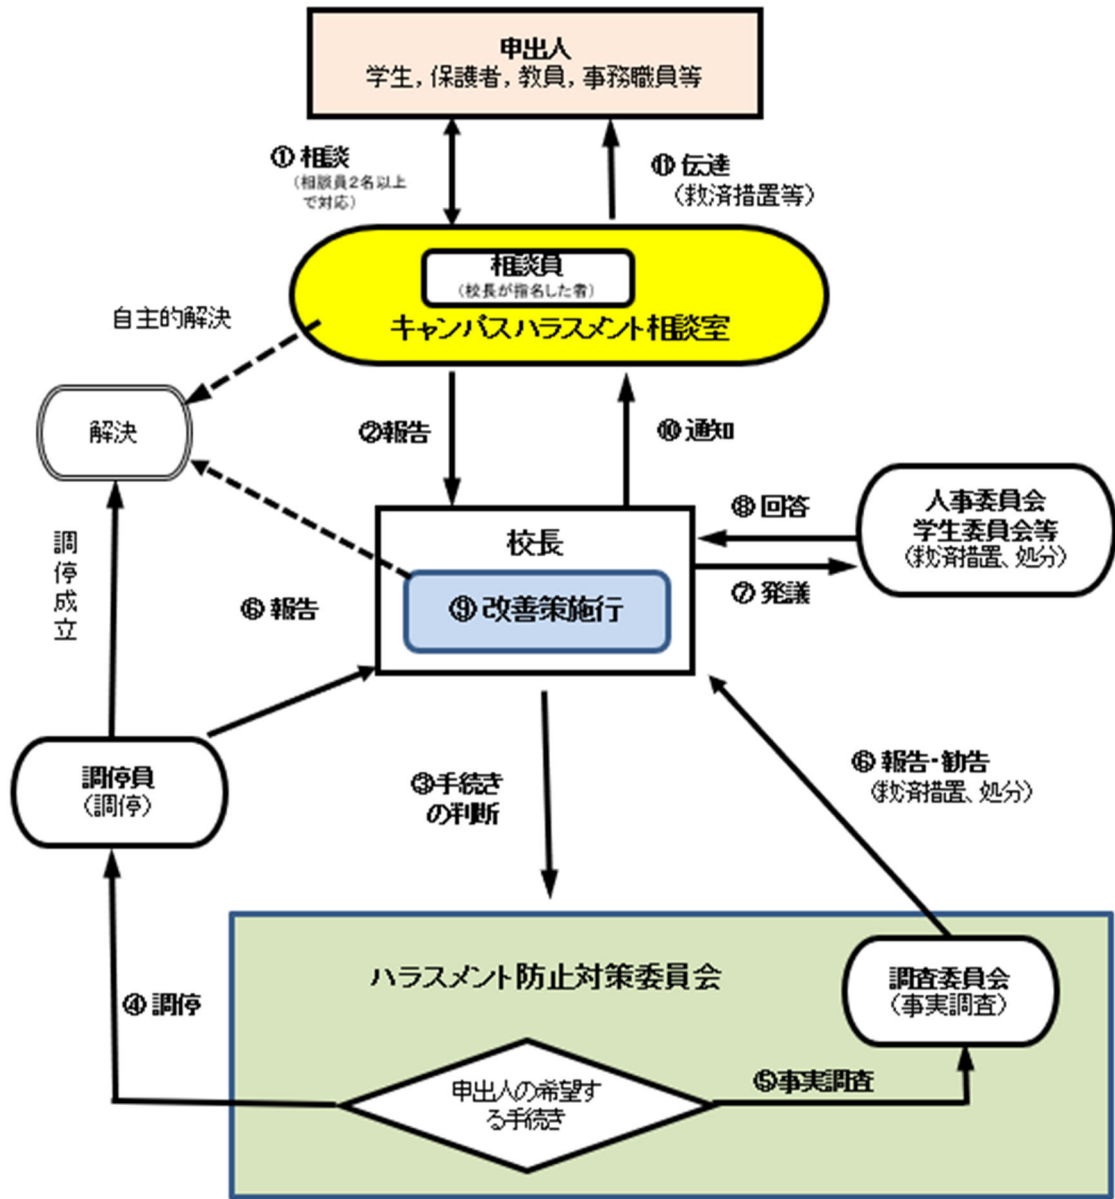 申出人
学生，保護者，教員，事務職員等
① 相談
（相談員2名以上
で対応）
⑪ 伝達
（救済措置等）
相談員
（校長が指名した者）
キャンパスハラスメント相談室
自主的解決
解決
②報告
⑩ 通知
人事委員会
学生委員会等
（救済措置、処分）
⑧ 回答
⑦ 発議
校長
⑨ 改善策施行
調停成立
⑥ 報告
調停員
（調停）
③手続き
の判断
⑥ 報告・勧告
（救済措置、処分）
ハラスメント防止対策委員会
調査委員会
（事実調査）
④ 調停
申出人の希望す
る手続き
⑤事実調査